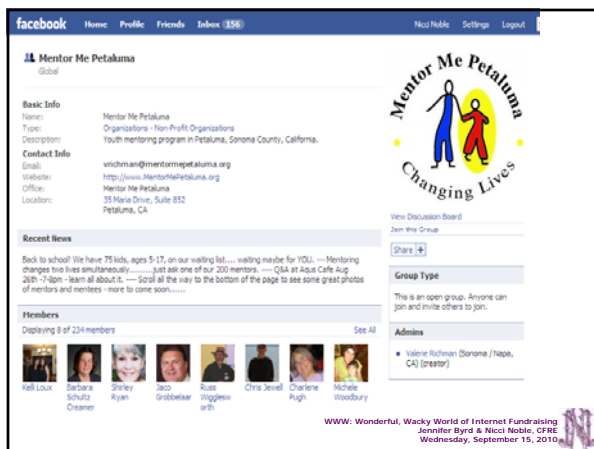 facebook Home Profile Friends Inbox (156) Nicci Noble Settings Logout
Mentor Me Petaluma
Global
Basic Info
Name: Mentor Me Petaluma
Type: Organizations - Non-Profit Organizations
Description: Youth mentoring program in Petaluma, Sonoma County, California.
Contact Info
Email: vrichman@mentormepetaluma.org
Website: http://www.MentorMePetaluma.org
Office: Mentor Me Petaluma
Location: 35 Maria Drive, Suite 852
Petaluma, CA
Recent News
Back to school! We have 75 kids, ages 5-17, on our waiting list.... waiting maybe for YOU. --- Mentoring
changes two lives simultaneously.........just ask one of our 200 mentors. ---- Q&A at Aqus Cafe Aug
26th -7-8pm - learn all about it. ---- Scroll all the way to the bottom of the page to see some great photos
of mentors and mentees - more to come soon......
Members
Displaying 8 of 234 members See All
Kelli Loux
Barbara
Schultz
Creamer
Shirley
Ryan
Jaco
Grobbelaar
Russ
Wigglesw
orth
Chris Jewell
Charlene
Pugh
Michele
Woodbury
Mentor Me Petaluma
Changing Lives
View Discussion Board
Join this Group
Share +
Group Type
This is an open group. Anyone can
join and invite others to join.
Admins
Valerie Richman (Sonoma / Napa,
CA) (creator)
WWW: Wonderful, Wacky World of Internet Fundraising
Jennifer Byrd & Nicci Noble, CFRE
Wednesday, September 15, 2010
N